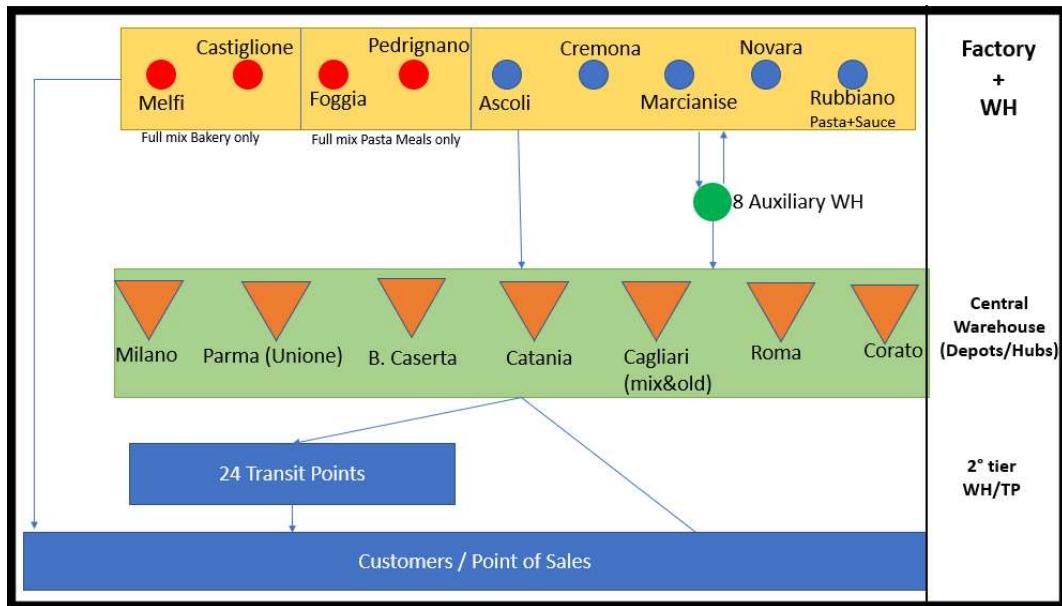 Castiglione
Pedrignano
Cremona
Novara
Melfi
Foggia
Ascoli
Marcianise
Rubbiano
Pasta+Sauce
Full mix Bakery only
Full mix Pasta Meals only
Factory
+
WH
8 Auxiliary WH
Milano
Parma (Unione)
B. Caserta
Catania
Cagliari
(mix&old)
Roma
Corato
Central
Warehouse
(Depots/Hubs)
24 Transit Points
2° tier
WH/TP
Customers / Point of Sales